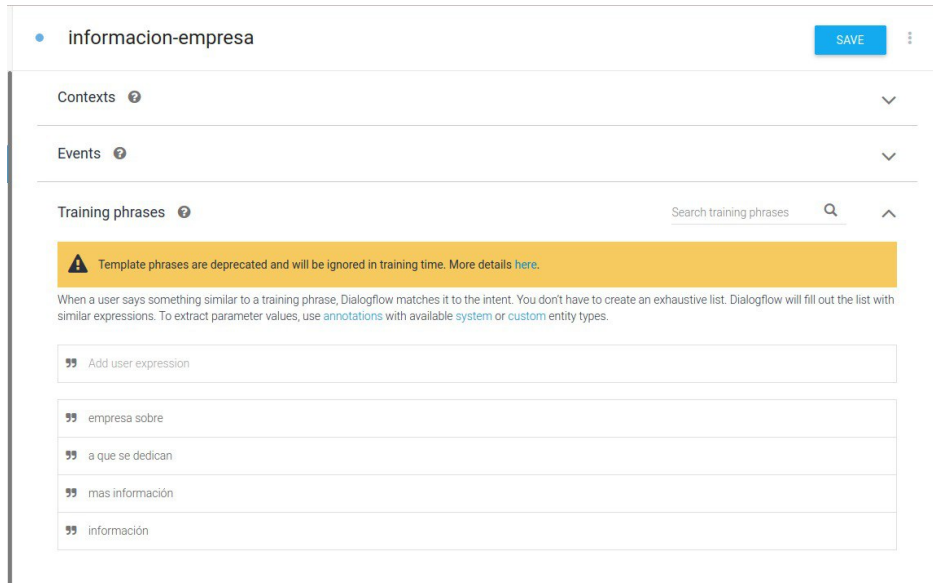 informacion-empresa
SAVE
Contexts
Events
Training phrases
Search training phrases
Template phrases are deprecated and will be ignored in training time. More details here.
When a user says something similar to a training phrase, Dialogflow matches it to the intent. You don't have to create an exhaustive list. Dialogflow will fill out the list with
similar expressions. To extract parameter values, use annotations with available system or custom entity types.
Add user expression
empresa sobre
a que se dedican
mas información
información